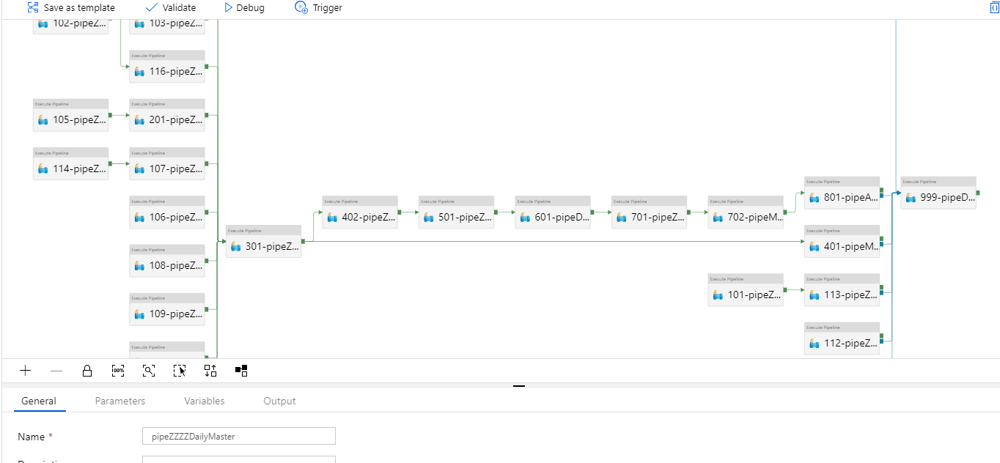 Save as template Validate Debug Trigger
102-pipeZ... 103-pipeZ...
Execute Pipeline
116-pipeZ...
Execute Pipeline Execute Pipeline
105-pipeZ... 201-pipeZ...
Execute Pipeline Execute Pipeline
114-pipeZ... 107-pipeZ...
Execute Pipeline Execute Pipeline
801-pipeA... 999-pipeD...
Execute Pipeline Execute Pipeline Execute Pipeline Execute Pipeline Execute Pipeline Execute Pipeline
106-pipeZ... 402-pipeZ... 501-pipeZ... 601-pipeD... 701-pipeZ... 702-pipeM...
Execute Pipeline Execute Pipeline
301-pipeZ... 401-pipeM...
Execute Pipeline
108-pipeZ...
Execute Pipeline Execute Pipeline
101-pipeZ... 113-pipeZ...
Execute Pipeline
109-pipeZ...
Execute Pipeline
112-pipeZ...
Execute Pipeline
100%
General Parameters Variables Output
Name * pipeZZZZDailyMaster